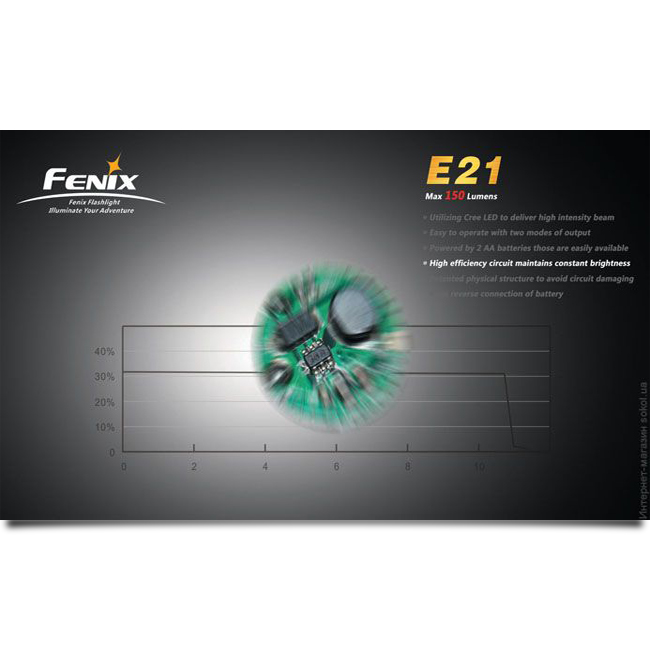 FENIX
Fenix Flashlight
Illuminate Your Adventure
E21
Max 150 Lumens
Utilizing Cree LED to deliver high intensity beam
Easy to operate with two modes of output
Powered by 2 AA batteries those are easily available
High efficiency circuit maintains constant brightness
physical structure to avoid circuit damaging
reverse connection of battery
40%
30%
20%
10%
0
0 2 4 6 8 10
Интернет-магазин sokol.ua